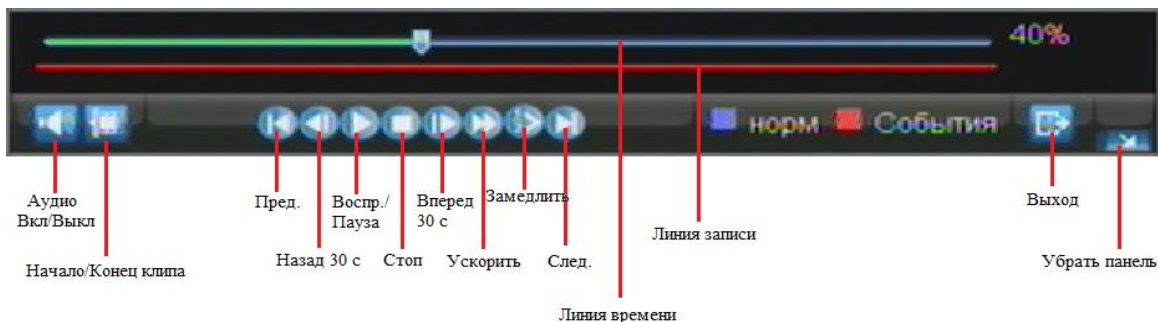 40%
норм События
Аудио
Вкл/Выкл
Пред.
Воспр./
Пауза
Вперед
30 с
Замедлить
Выход
Линия записи
Начало/Конец клипа
Назад 30 с
Стоп
Ускорить
След.
Убрать панель
Линия времени